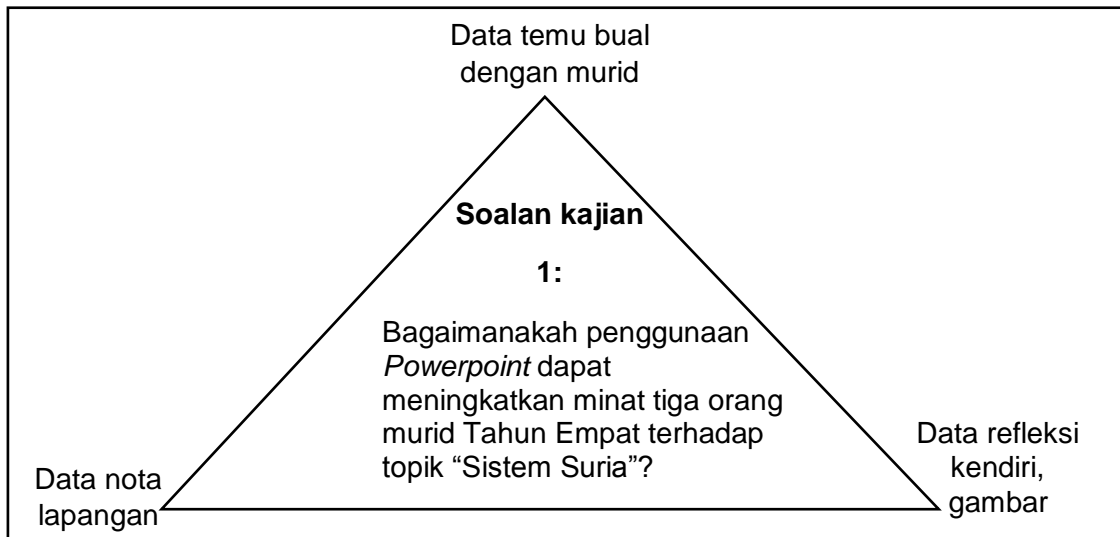 Data temu bual
dengan murid
Soalan kajian
1:
Bagaimanakah penggunaan
Powerpoint dapat
meningkatkan minat tiga orang
murid Tahun Empat terhadap
topik “Sistem Suria”?
Data nota
lapangan
Data refleksi
kendiri,
gambar